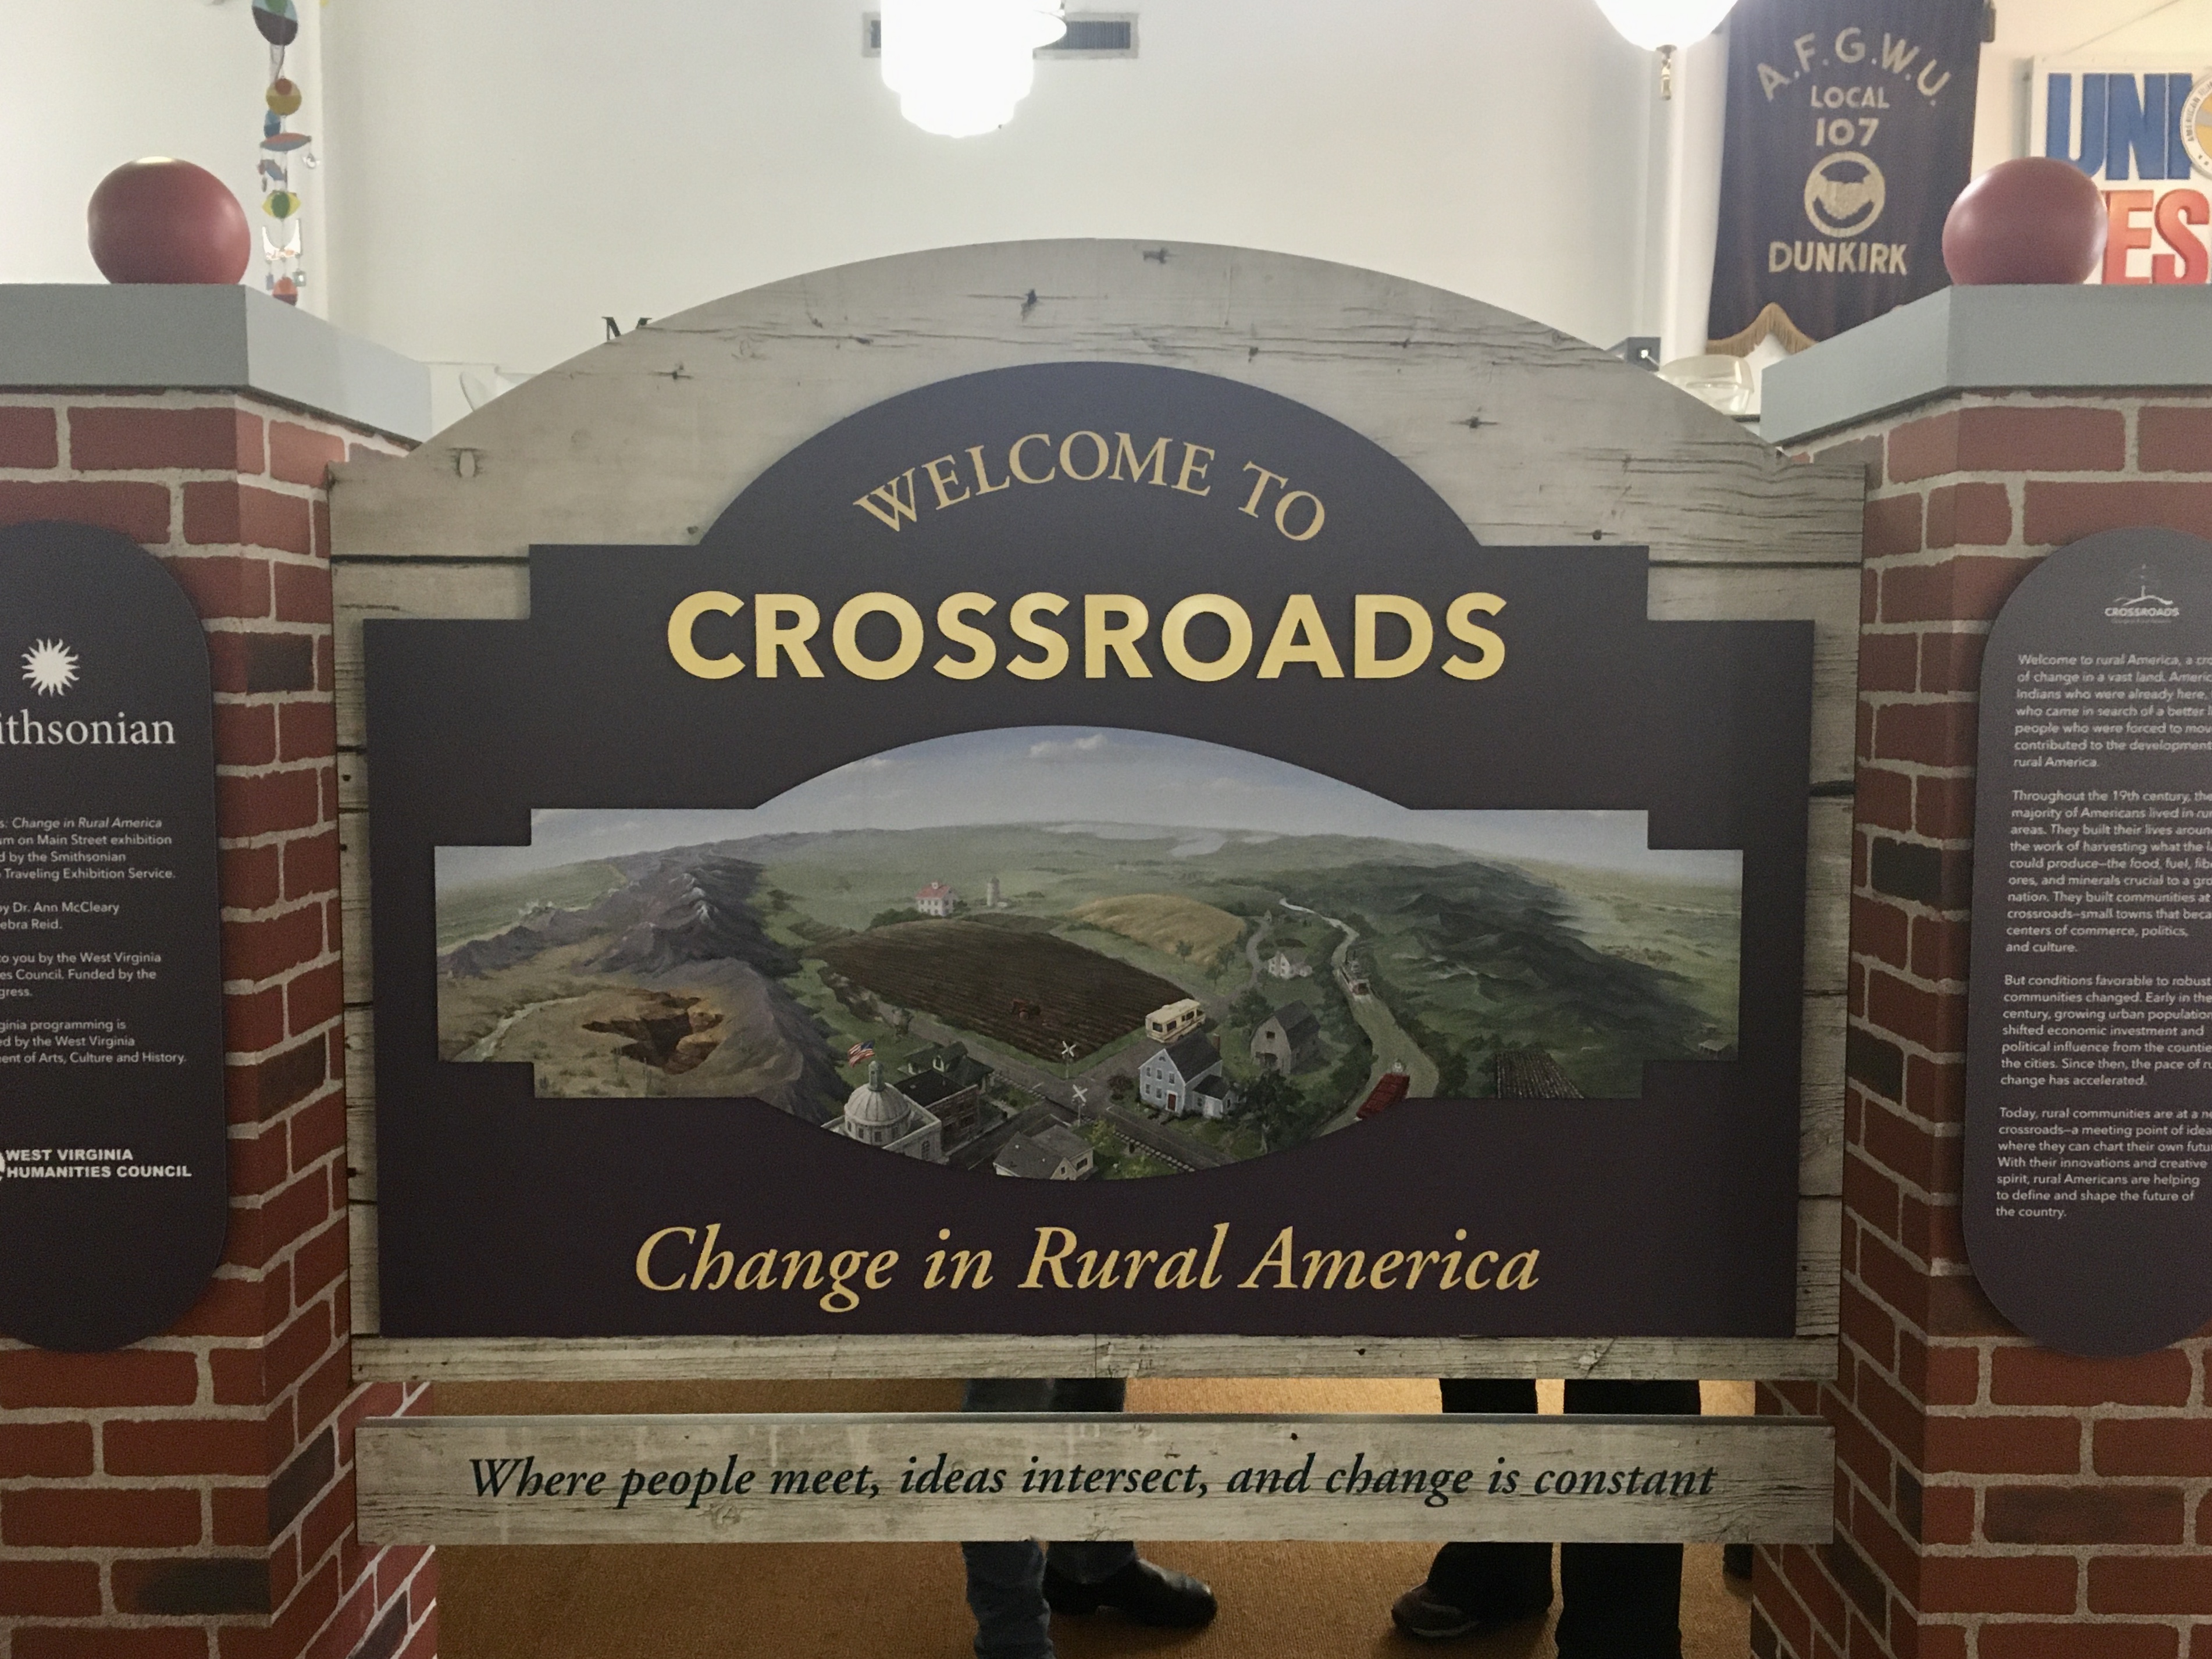 A.F.G.W.U.
LOCAL
107
DUNKIRK
WELCOME TO
CROSSROADS
Change in Rural America
Where people meet, ideas intersect, and change is constant
Change in Rural America
on Main Street exhibition
by the Smithsonian
Traveling Exhibition Service.
by Dr. Ann McCleary
Reid.
to you by the West Virginia
Council. Funded by the
programming is
by the West Virginia
of Arts, Culture and History.
WEST VIRGINIA
HUMANITIES COUNCIL
CROSSROADS
Welcome to rural America, a
of change in a vast land.
Indians who were already here,
who came in search of a better
people who were forced to
contributed to the development
rural America.
Throughout the 19th century, the
majority of Americans lived in
areas. They built their lives
the work of harvesting what the
could produce—the food, fuel,
ores, and minerals crucial to a
nation. They built communities at
crossroads—small towns that
centers of commerce, politics,
and culture.
But conditions favorable to robust
communities changed. Early in the
century, growing urban
shifted economic investment and
political influence from the
the cities. Since then, the pace of
change has accelerated.
Today, rural communities are at a
crossroads—a meeting point of
where they can chart their own
With their innovations and creative
spirit, rural Americans are helping
to define and shape the future of
the country.